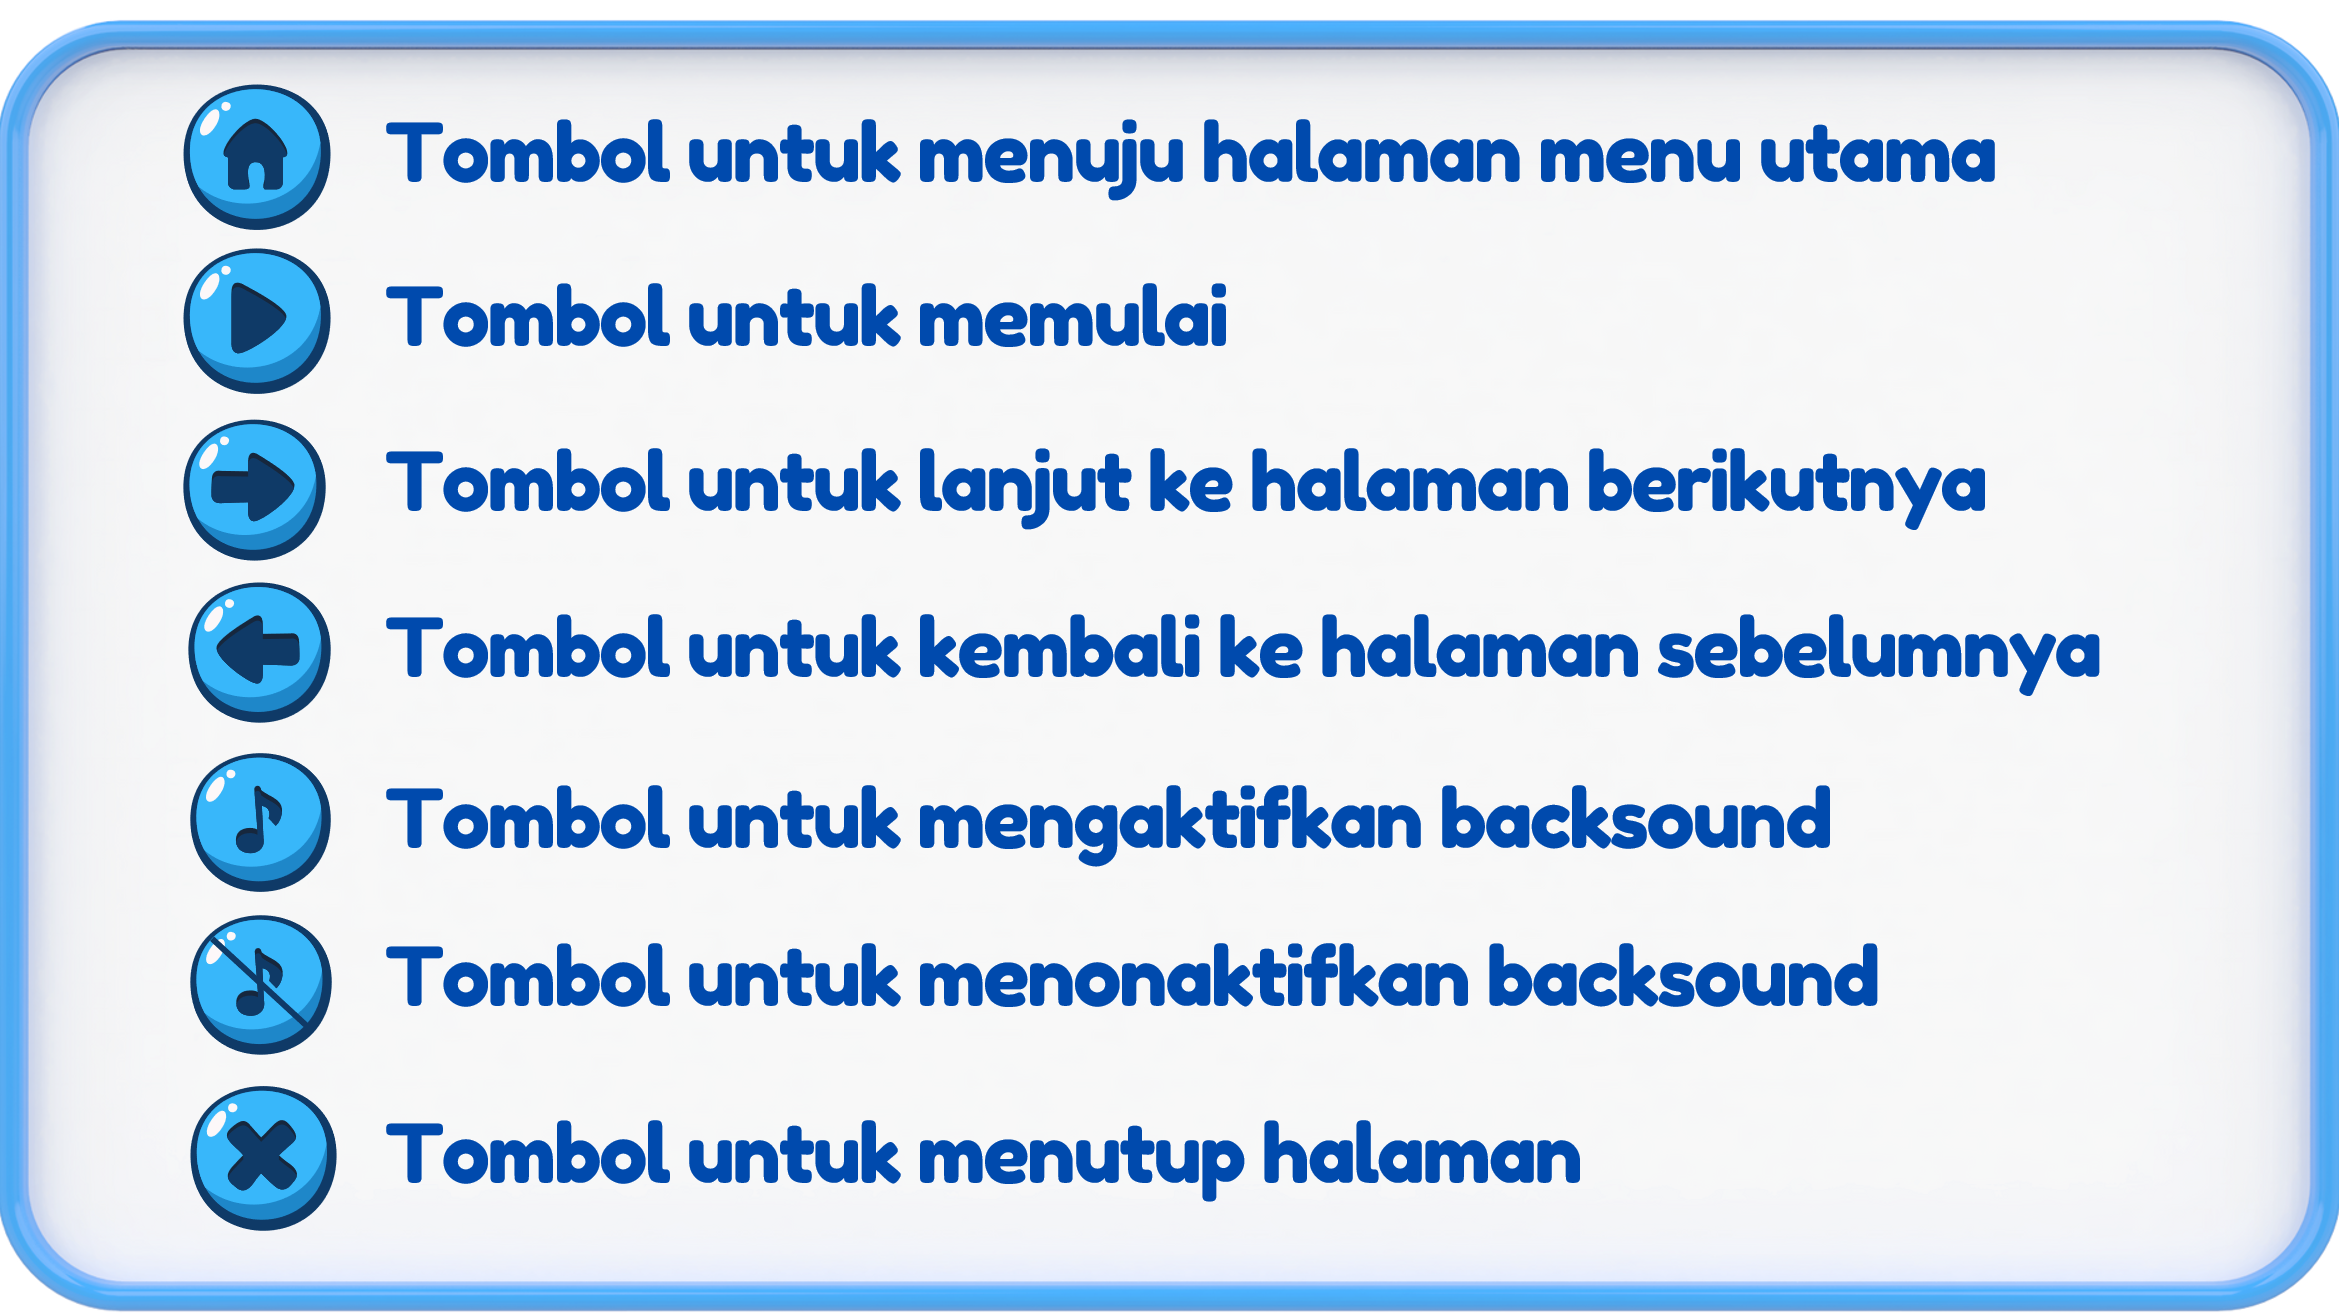 Tombol untuk menuju halaman menu utama
Tombol untuk memulai
Tombol untuk lanjut ke halaman berikutnya
Tombol untuk kembali ke halaman sebelumnya
Tombol untuk mengaktifkan backsound
Tombol untuk menonaktifkan backsound
Tombol untuk menutup halaman